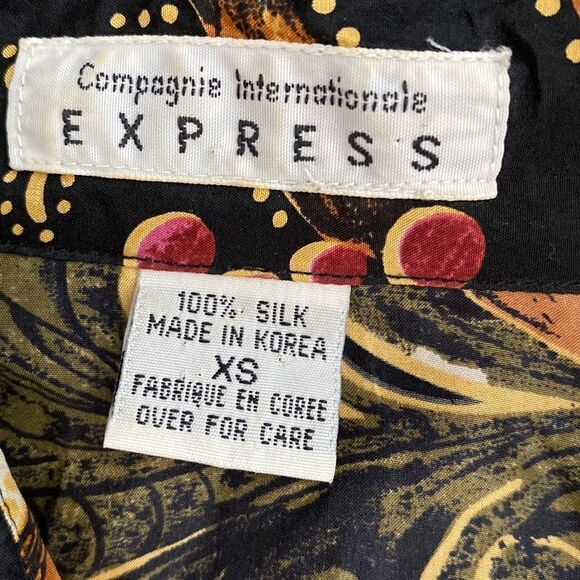 Compagnie Internationale
EXPRESS
100% SILK
MADE IN KOREA
XS
FABRIQUE EN COREE
OVER FOR CARE